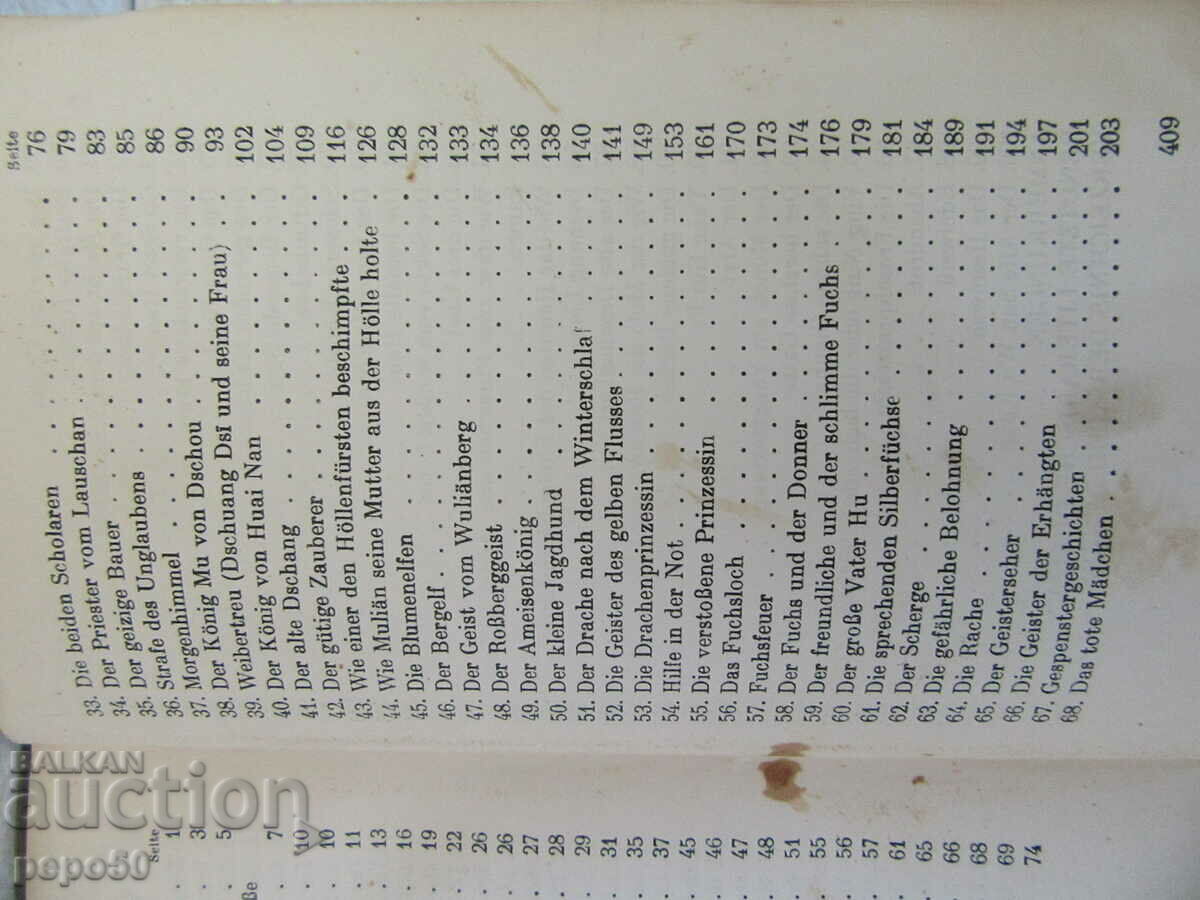 Seite
33. Die beiden Scholaren . . . . . . . . . 76
34. Der Priester vom Lauschan . . . . . . . . 79
35. Der geizige Bauer . . . . . . . . . . 83
36. Strafe des Unglaubens . . . . . . . . . 85
37. Morgenhimmel . . . . . . . . . . . 86
38. Der König Mu von Dschou . . . . . . . . 90
39. Weibertreu (Dschuang Dsï und seine Frau) . . 93
40. Der König von Huai Nan . . . . . . . . 102
41. Der alte Dschang . . . . . . . . . . 104
42. Der gütige Zauberer . . . . . . . . . 109
43. Wie einer den Höllenfürsten beschimpfte . . . 116
44. Wie Muliän seine Mutter aus der Hölle holte . . 126
45. Die Blumenelfen . . . . . . . . . . 128
46. Der Bergelf . . . . . . . . . . . . 132
47. Der Geist vom Wuliänberg . . . . . . . . 133
48. Der Roßberggeist . . . . . . . . . . 134
49. Der Ameisenkönig . . . . . . . . . . 136
50. Der kleine Jagdhund . . . . . . . . . 138
51. Der Drache nach dem Winterschlaf . . . . . 140
52. Die Geister des gelben Flusses . . . . . . 141
53. Die Drachenprinzessin . . . . . . . . . 149
54. Hilfe in der Not . . . . . . . . . . 153
55. Die verstoßene Prinzessin . . . . . . . . 161
56. Das Fuchsloch . . . . . . . . . . . 170
57. Fuchsfeuer . . . . . . . . . . . . 173
58. Der Fuchs und der Donner . . . . . . . . 174
59. Der freundliche und der schlimme Fuchs . . . 176
60. Der große Vater Hu . . . . . . . . . 179
61. Die sprechenden Silberfüchse . . . . . . . 181
62. Der Scherge . . . . . . . . . . . . 184
63. Die gefährliche Belohnung . . . . . . . . 189
64. Die Rache . . . . . . . . . . . . 191
65. Der Geisterseher . . . . . . . . . . 194
66. Die Geister der Erhängten . . . . . . . . 197
67. Gespenstergeschichten . . . . . . . . . 201
68. Das tote Mädchen . . . . . . . . . . 203
409
Seite
. 1
. 3
. 5
ße . 7
. 10
. 10
. 11
. 13
. 16
. 19
. 22
. 26
. 26
. 27
. 28
. 29
. 31
. 35
. 37
. 45
. 46
. 47
. 48
. 51
. 55
. 56
. 57
. 61
. 65
. 66
. 68
. 69
. 74
BALKAN
auction
pepo50